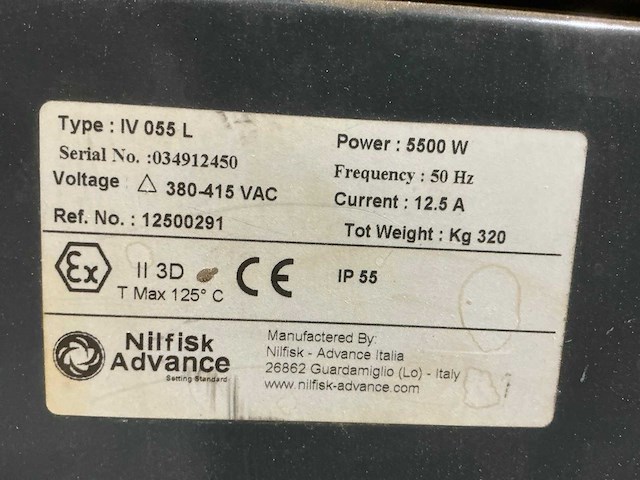 Type : IV 055 L
Power : 5500 W
Serial No. :034912450
Frequency : 50 Hz
Voltage △ 380-415 VAC
Current : 12.5 A
Ref. No. : 12500291
Tot Weight : Kg 320
Ex II 3D CE IP 55
T Max 125° C
Nilfisk
Advance
Setting Standard
Manufactered By:
Nilfisk - Advance Italia
26862 Guardamiglio (Lo) - Italy
www.nilfisk-advance.com